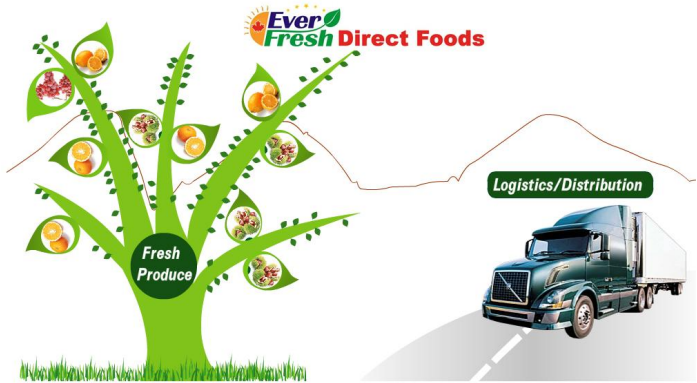 Ever
Fresh Direct Foods
Logistics/Distribution
Fresh
Produce